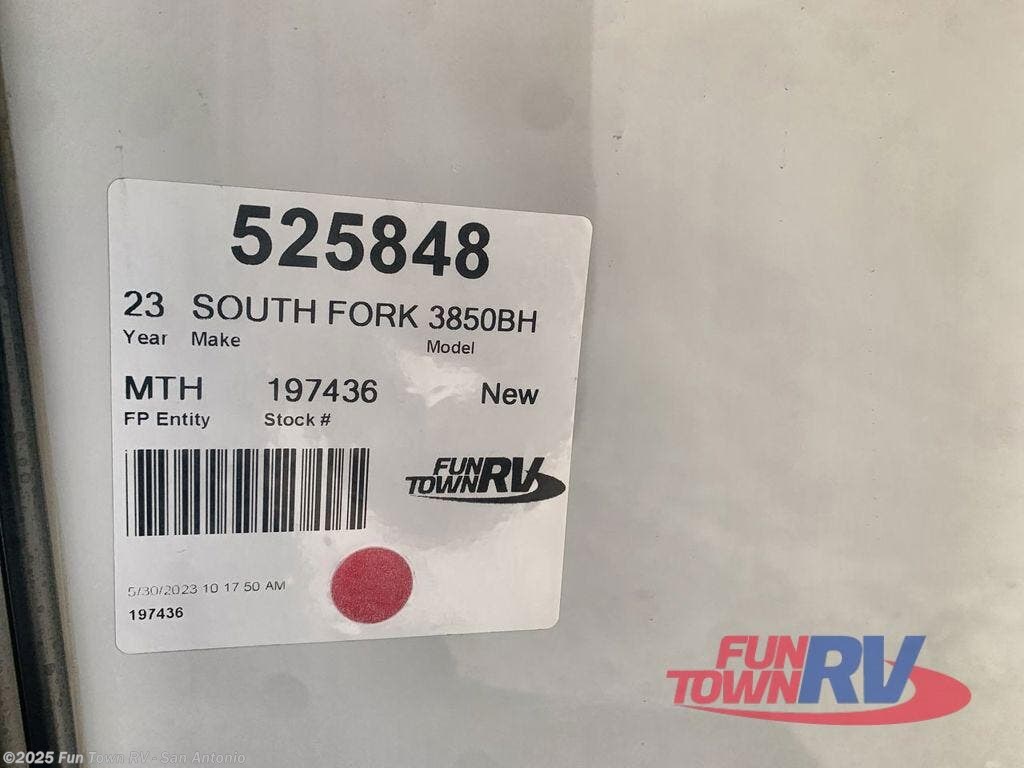 525848
23 SOUTH FORK 3850BH
Year Make Model
MTH 197436 New
FP Entity Stock #
FUN TOWN RV
5/30/2023 10 17 50 AM
197436
FUN TOWN RV
©2025 Fun Town RV - San Antonio